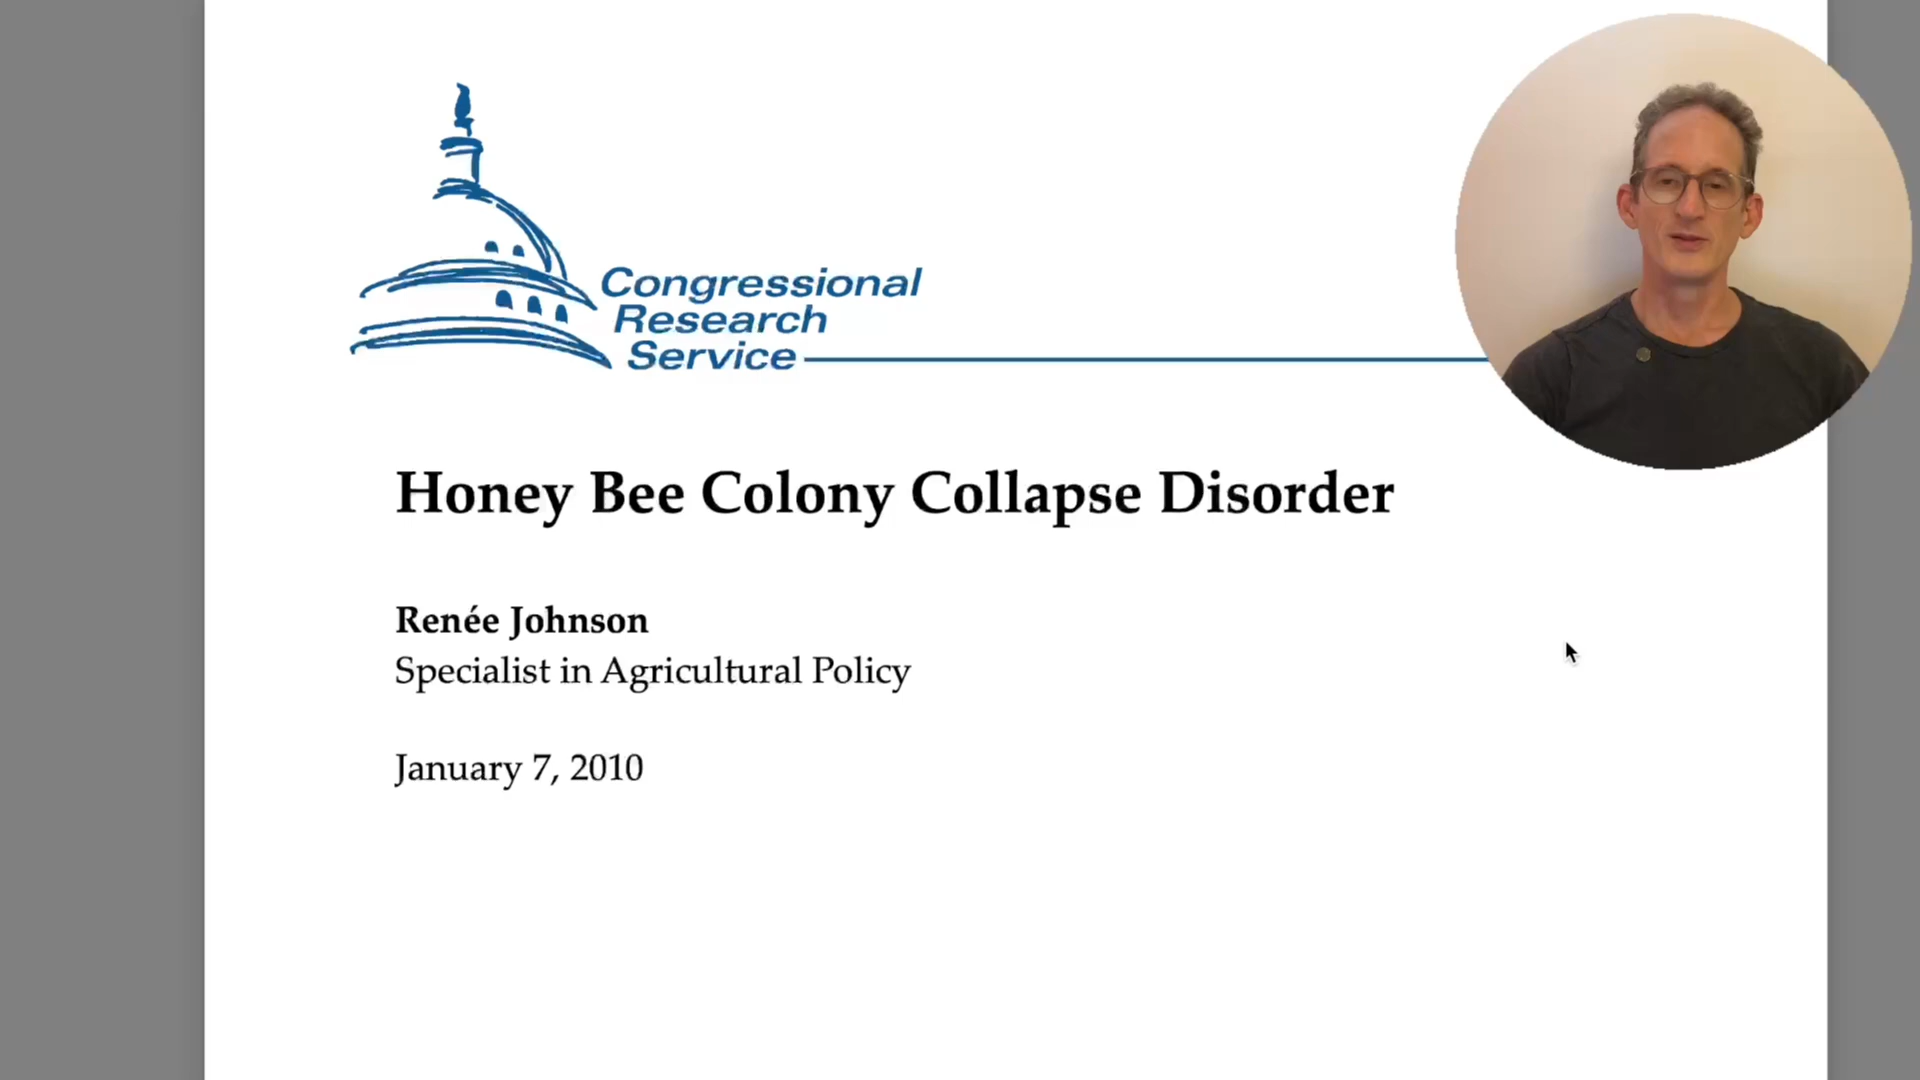 Congressional
Research
Service
Honey Bee Colony Collapse Disorder
Renée Johnson
Specialist in Agricultural Policy
January 7, 2010